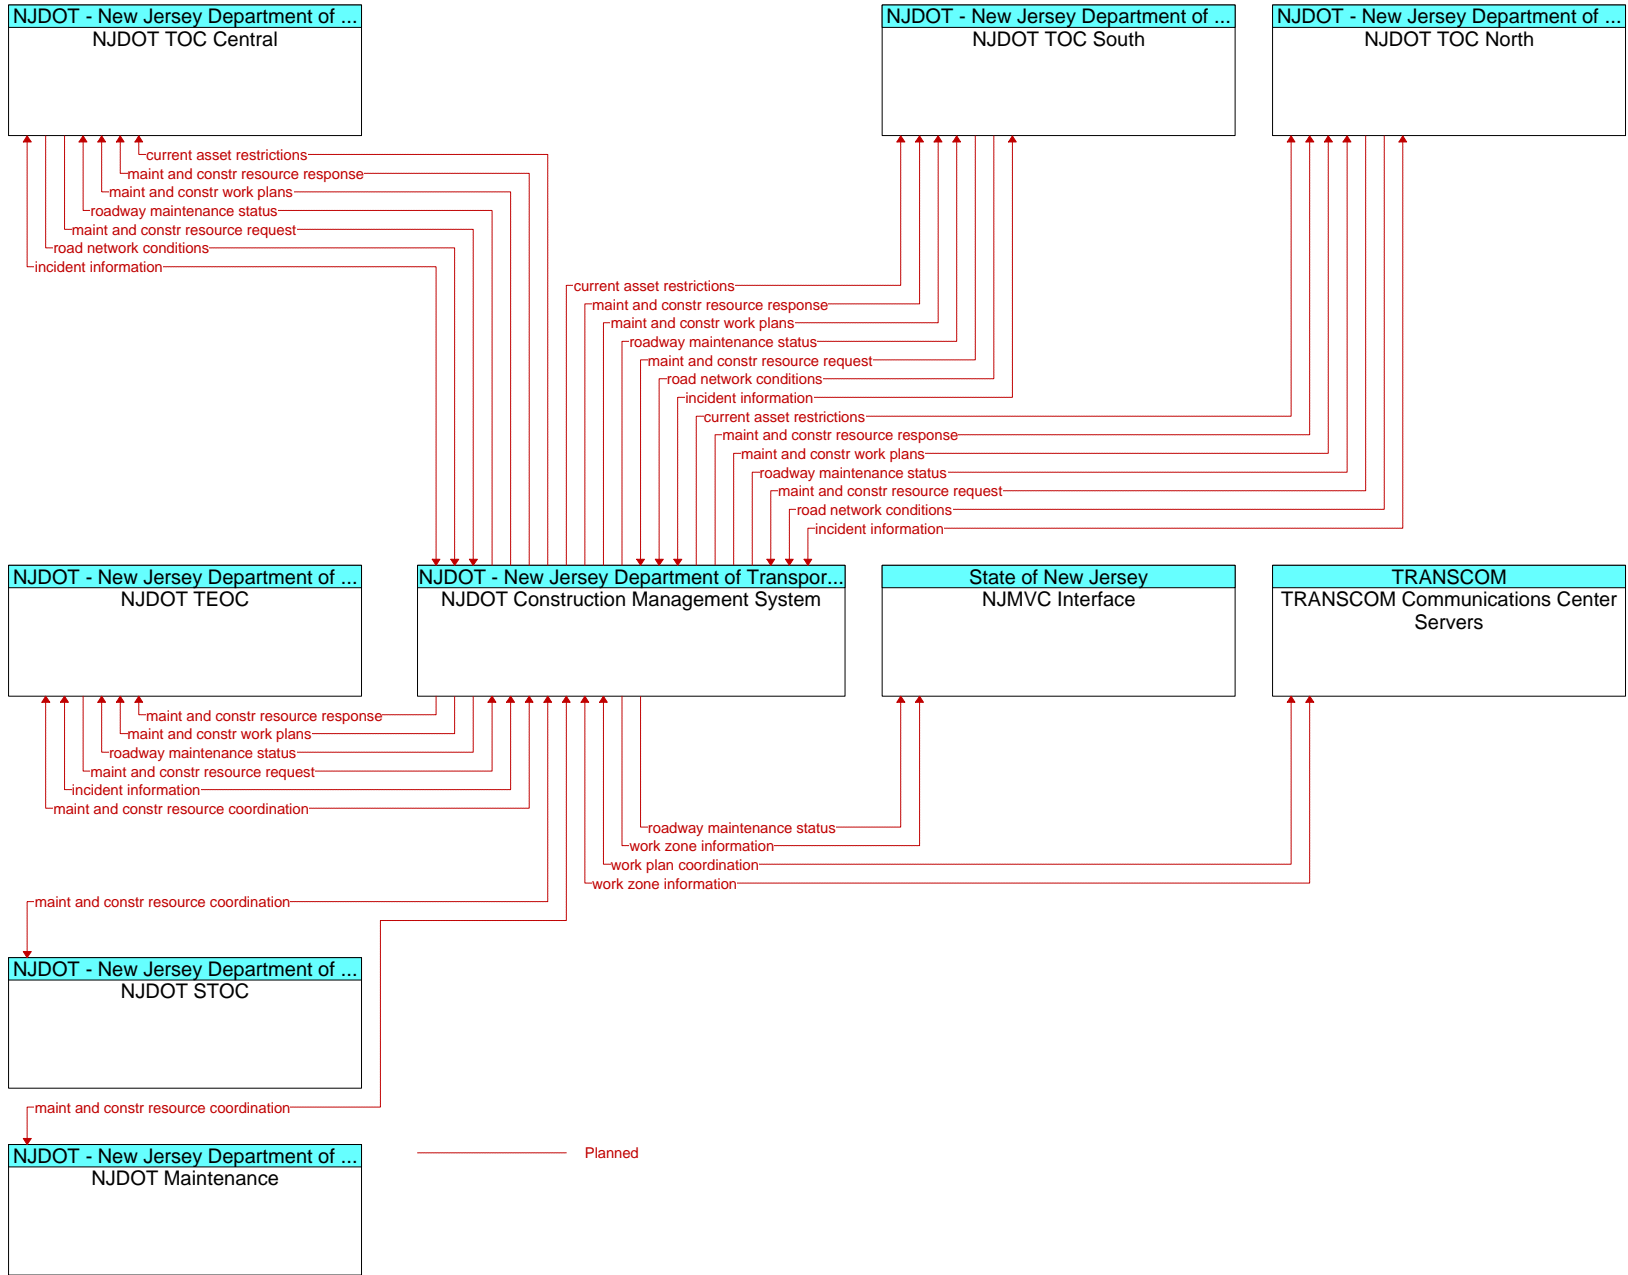 NJDOT - New Jersey Department of ...
NJDOT TOC Central
NJDOT - New Jersey Department of ...
NJDOT TOC South
NJDOT - New Jersey Department of ...
NJDOT TOC North
current asset restrictions
maint and constr resource response
maint and constr work plans
roadway maintenance status
maint and constr resource request
road network conditions
incident information
current asset restrictions
maint and constr resource response
maint and constr work plans
roadway maintenance status
maint and constr resource request
road network conditions
incident information
current asset restrictions
maint and constr resource response
maint and constr work plans
roadway maintenance status
maint and constr resource request
road network conditions
incident information
NJDOT - New Jersey Department of ...
NJDOT TEOC
NJDOT - New Jersey Department of Transpor...
NJDOT Construction Management System
State of New Jersey
NJMVC Interface
TRANSCOM
TRANSCOM Communications Center
Servers
maint and constr resource response
maint and constr work plans
roadway maintenance status
maint and constr resource request
incident information
maint and constr resource coordination
roadway maintenance status
work zone information
work plan coordination
work zone information
maint and constr resource coordination
NJDOT - New Jersey Department of ...
NJDOT STOC
maint and constr resource coordination
NJDOT - New Jersey Department of ...
NJDOT Maintenance
Planned